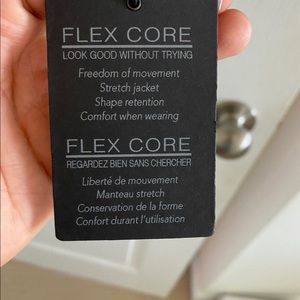 FLEX CORE
LOOK GOOD WITHOUT TRYING
Freedom of movement
Stretch jacket
Shape retention
Comfort when wearing
FLEX CORE
REGARDEZ BIEN SANS CHERCHER
Liberté de mouvement
Manteau stretch
Conservation de la forme
Confort durant l'utilisation